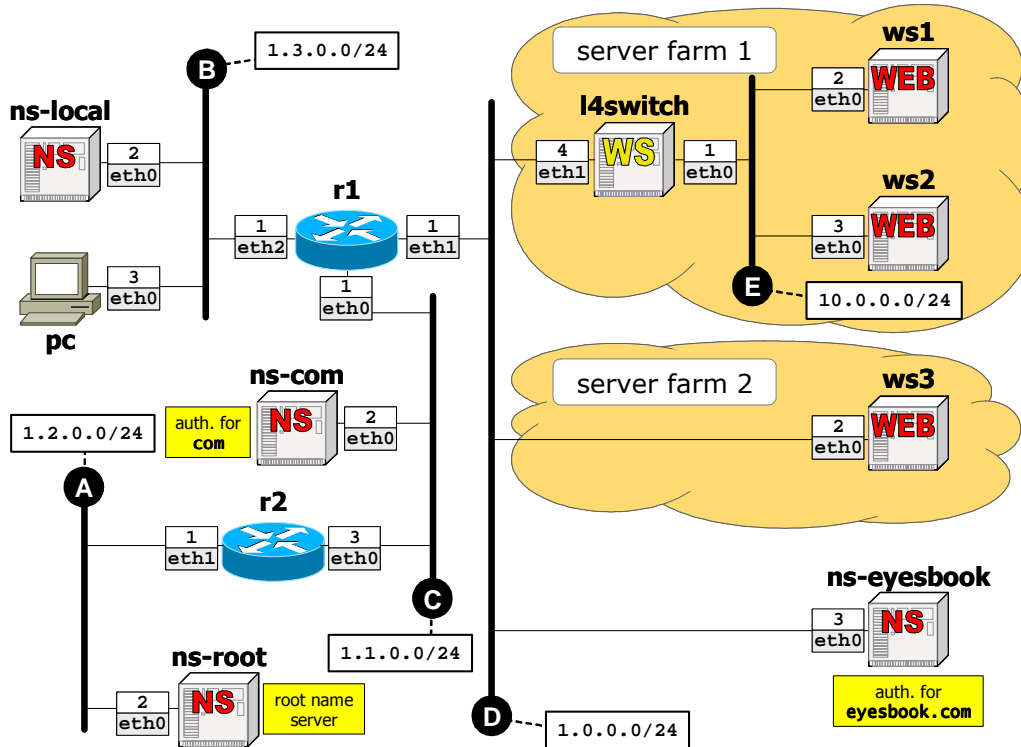 B
1.3.0.0/24
server farm 1
ws1
2
eth0
WEB
ns-local
NS
2
eth0
l4switch
4
eth1
WS
1
eth0
ws2
3
eth0
WEB
r1
1
eth2
1
eth1
1
eth0
3
eth0
pc
E
10.0.0.0/24
server farm 2
ws3
2
eth0
WEB
ns-com
auth. for
com
NS
2
eth0
1.2.0.0/24
A
r2
1
eth1
3
eth0
C
1.1.0.0/24
ns-eyesbook
3
eth0
NS
auth. for
eyesbook.com
ns-root
2
eth0
NS
root name
server
D
1.0.0.0/24